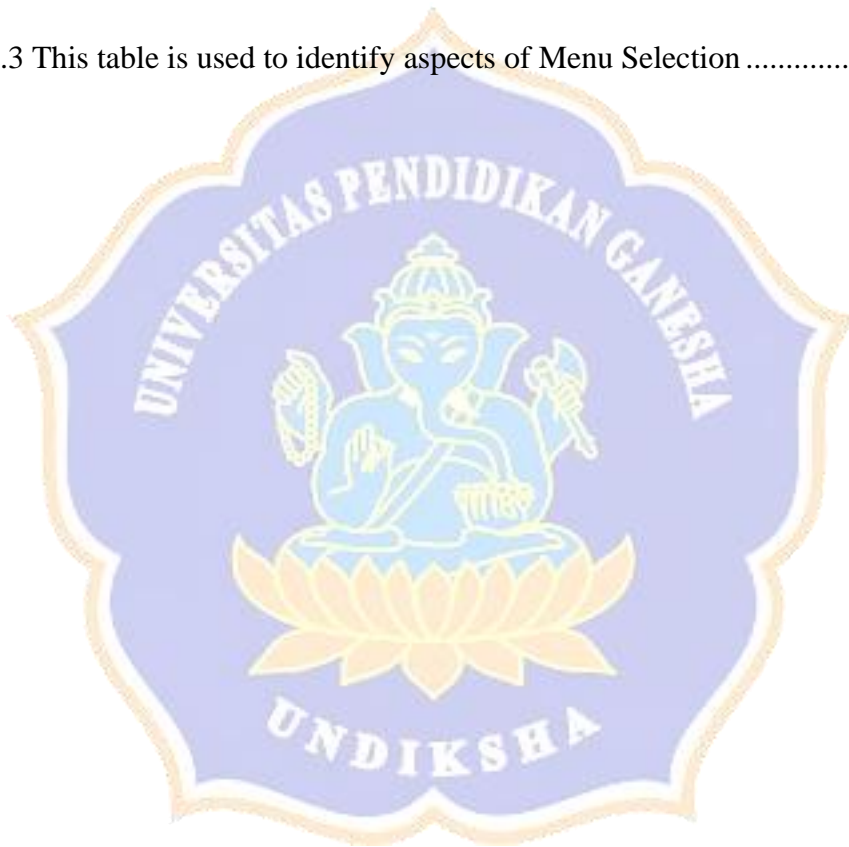 .3 This table is used to identify aspects of Menu Selection .............
UNIVERSITAS PENDIDIKAN GANESHA
UNDIKSHA